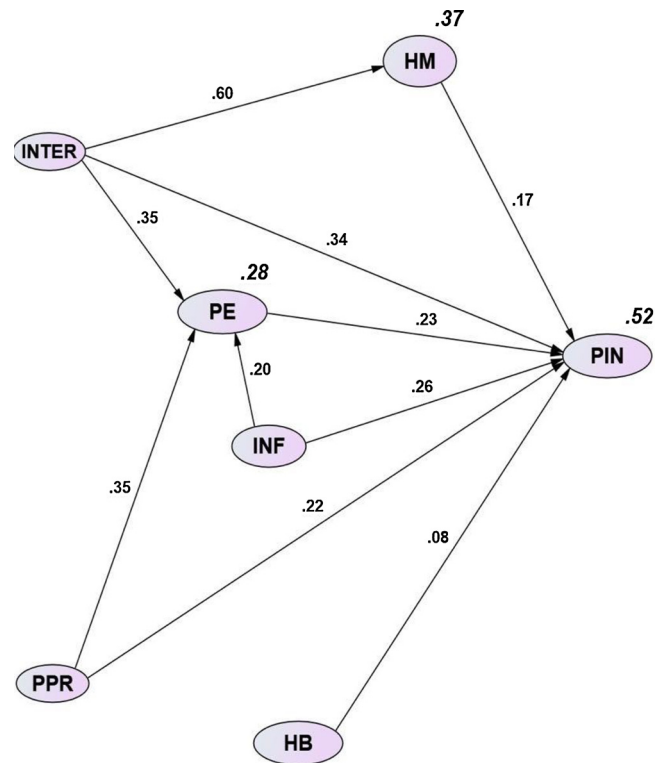 .37
HM
.60
INTER
.17
.35
.34
.28
PE
.52
.23
PIN
.20
.26
INF
.35
.22
.08
PPR
HB